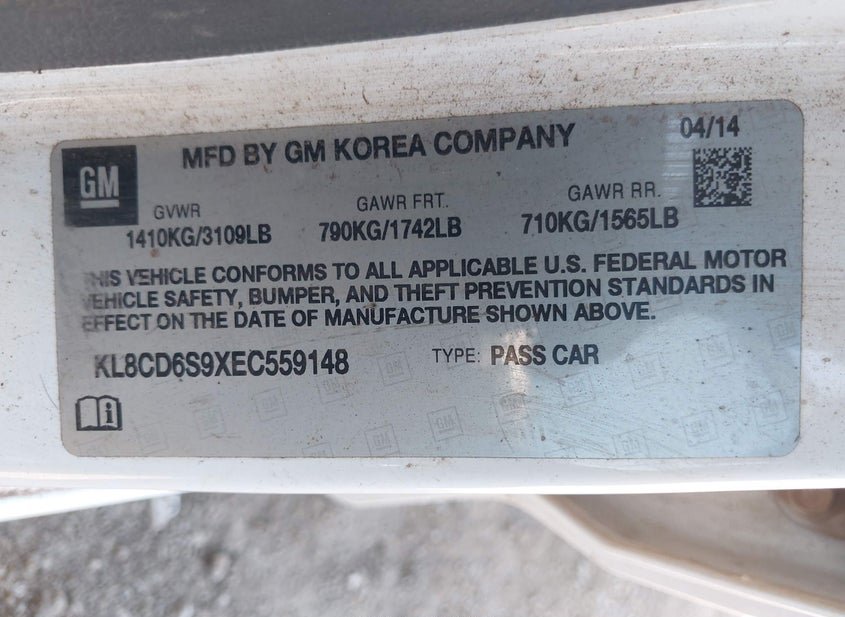 MFD BY GM KOREA COMPANY 04/14
GM
GVWR GAWR FRT. GAWR RR.
1410KG/3109LB 790KG/1742LB 710KG/1565LB
THIS VEHICLE CONFORMS TO ALL APPLICABLE U.S. FEDERAL MOTOR
VEHICLE SAFETY, BUMPER, AND THEFT PREVENTION STANDARDS IN
EFFECT ON THE DATE OF MANUFACTURE SHOWN ABOVE.
KL8CD6S9XEC559148 TYPE: PASS CAR